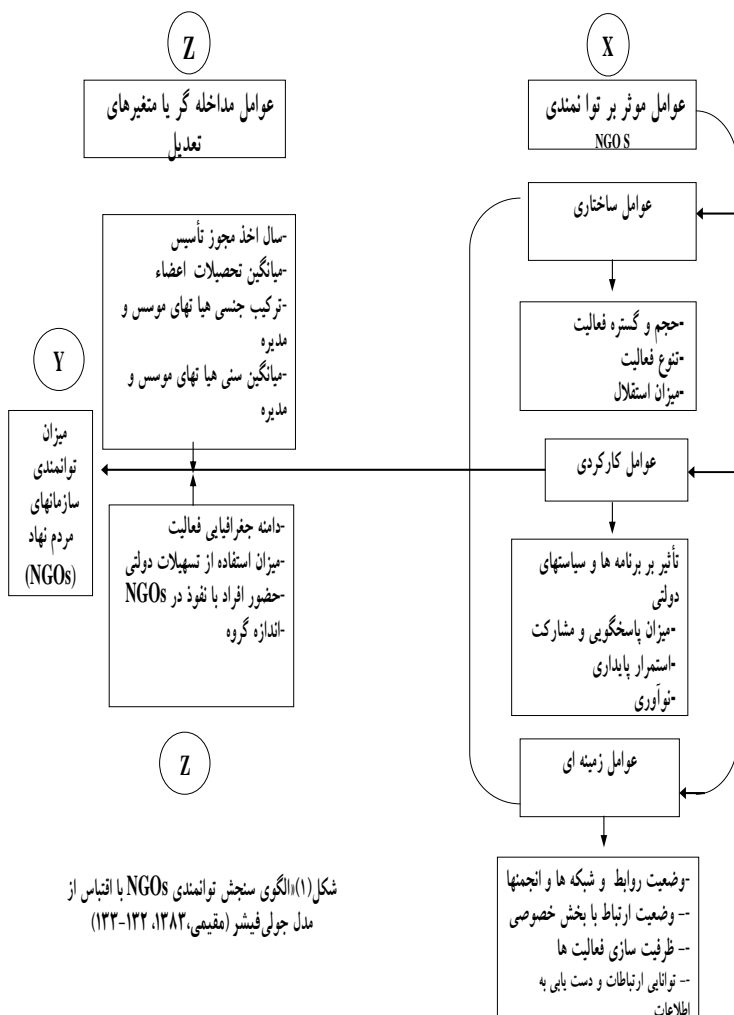 X
عوامل موثر بر توا نمندی
NGO S
عوامل ساختاری
-حجم و گستره فعالیت
-تنوع فعالیت
-میزان استقلال
عوامل کارکردی
تأثیر بر برنامه ها و سیاستهای
دولتی
-میزان پاسخگویی و مشارکت
-استمرار پایداری
-نوآوری
عوامل زمینه ای
-وضعیت روابط و شبکه ها و انجمنها
-- وضعیت ارتباط با بخش خصوصی
-- ظرفیت سازی فعالیت ها
-- توانایی ارتباطات و دست یابی به
اطلاعات
Z
عوامل مداخله گر یا متغیرهای
تعدیل
-سال اخذ مجوز تأسیس
-میانگین تحصیلات اعضاء
-ترکیب جنسی هیا تهای موسس و
مدیره
-میانگین سنی هیا تهای موسس و
مدیره
-دامنه جغرافیایی فعالیت
-میزان استفاده از تسهیلات دولتی
-حضور افراد با نفوذ در NGOs
-اندازه گروه
Z
Y
میزان
توانمندی
سازمانهای
مردم نهاد
(NGOs)
شکل(۱)«الگوی سنجش توانمندی NGOs با اقتباس از
مدل جولی فیشر (مقیمی،۱۳۸۳، ۱۳۲-۱۳۳)